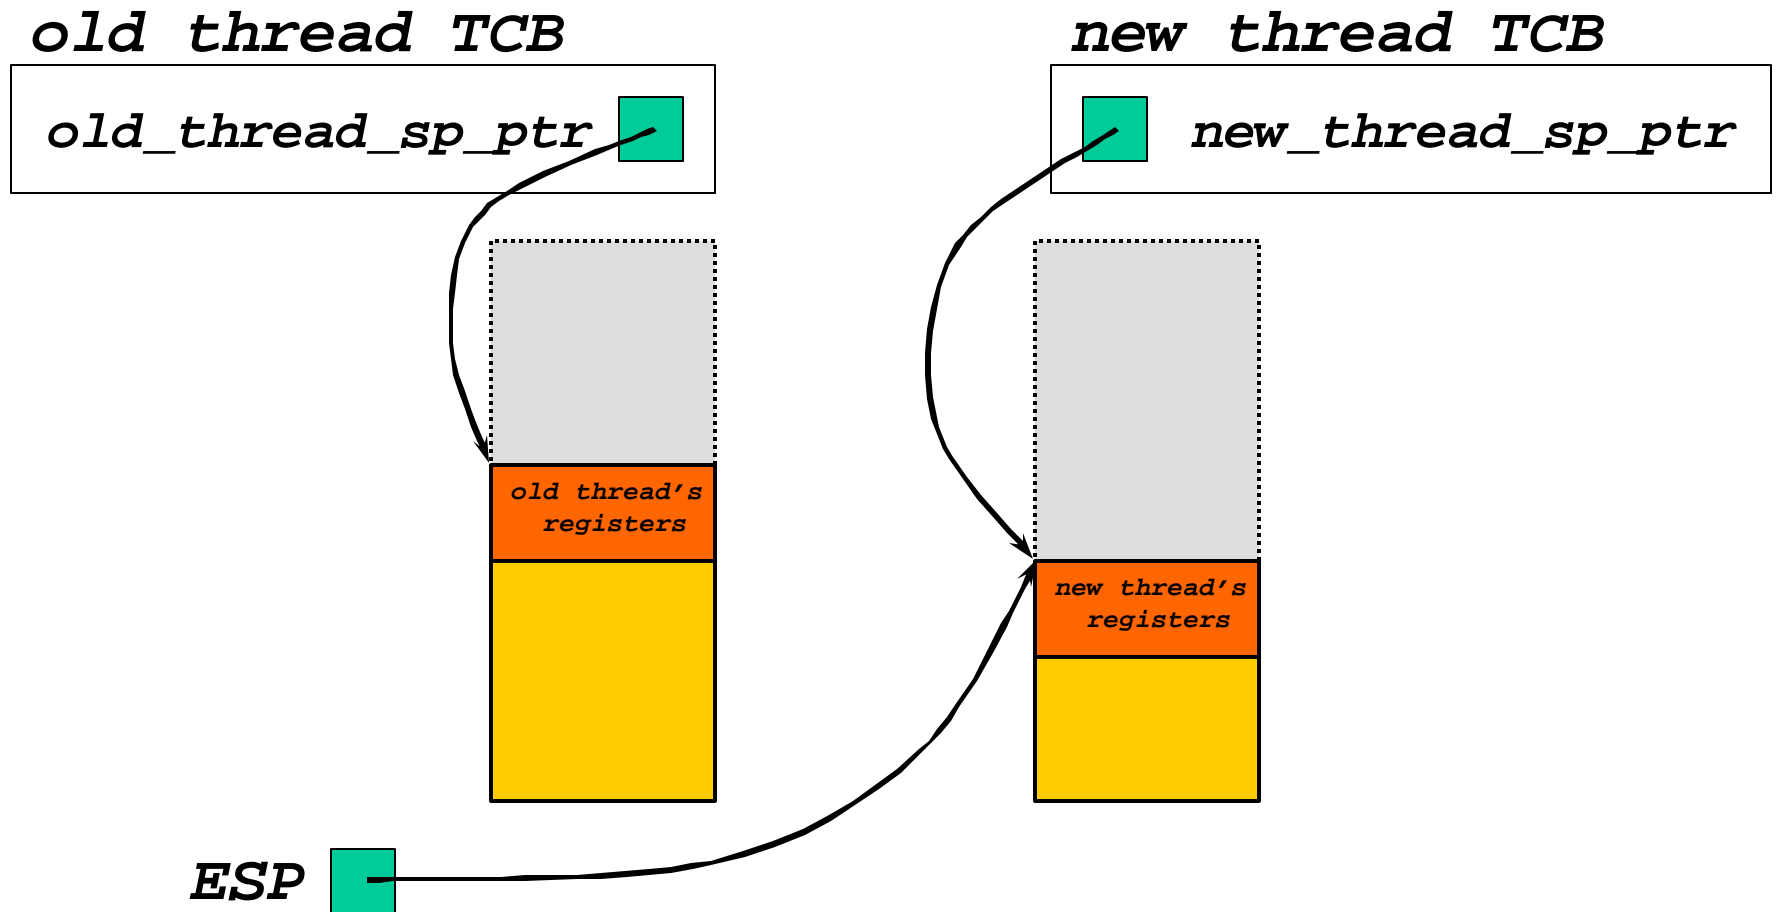 old thread TCB
new thread TCB
old_thread_sp_ptr
new_thread_sp_ptr
old thread’s
registers
new thread’s
registers
ESP